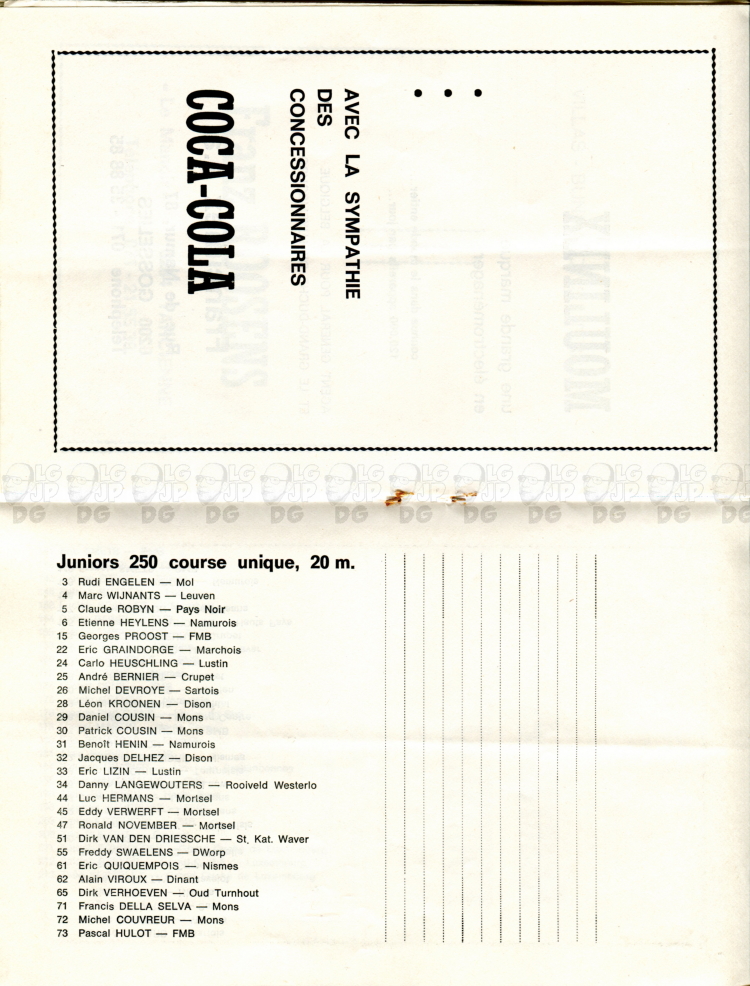 • • •
AVEC LA SYMPATHIE
DES
CONCESSIONNAIRES
COCA-COLA
Juniors 250 course unique, 20 m.
3 Rudi ENGELEN — Mol
4 Marc WIJNANTS — Leuven
5 Claude ROBYN — Pays Noir
6 Etienne HEYLENS — Namurois
15 Georges PROOST — FMB
22 Eric GRAINDORGE — Marchois
24 Carlo HEUSCHLING — Lustin
25 André BERNIER — Crupet
26 Michel DEVROYE — Sartois
28 Léon KROONEN — Dison
29 Daniel COUSIN — Mons
30 Patrick COUSIN — Mons
31 Benoît HENIN — Namurois
32 Jacques DELHEZ — Dison
33 Eric LIZIN — Lustin
34 Danny LANGEWOUTERS — Rooiveld Westerlo
44 Luc HERMANS — Mortsel
45 Eddy VERWERFT — Mortsel
47 Ronald NOVEMBER — Mortsel
51 Dirk VAN DEN DRIESSCHE — St. Kat. Waver
55 Freddy SWAELENS — DWorp
61 Eric QUIQUEMPOIS — Nismes
62 Alain VIROUX — Dinant
65 Dirk VERHOEVEN — Oud Turnhout
71 Francis DELLA SELVA — Mons
72 Michel COUVREUR — Mons
73 Pascal HULOT — FMB